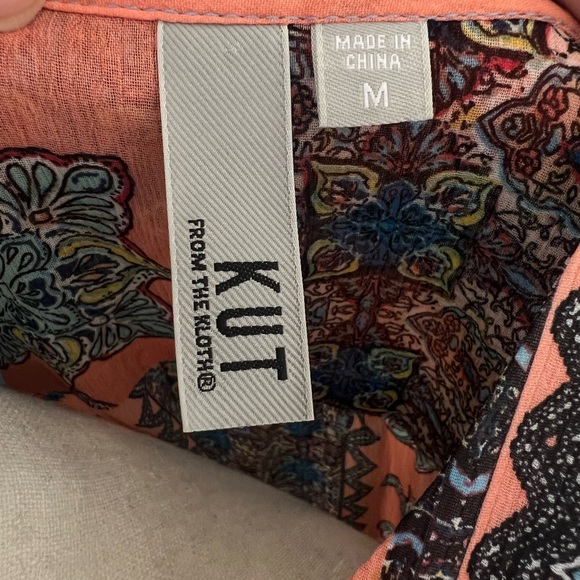 KUT
FROM THE KLOTH®
MADE IN
CHINA
M